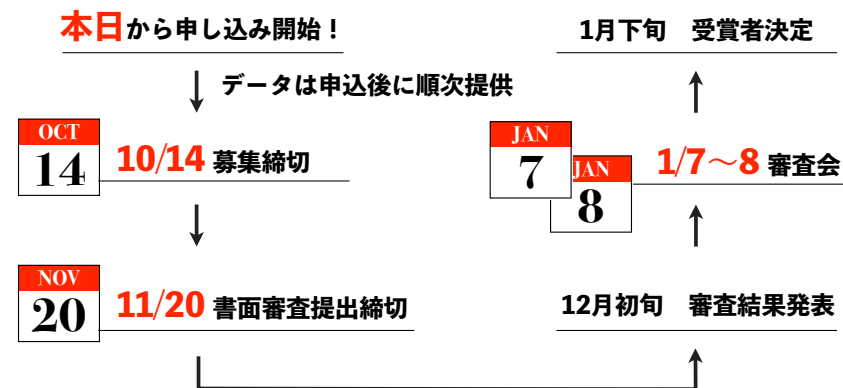 本日から申し込み開始！
データは申込後に順次提供
OCT
14
10/14 募集締切
NOV
20
11/20 書面審査提出締切
12月初旬　審査結果発表
JAN
7
JAN
8
1/7～8 審査会
1月下旬　受賞者決定